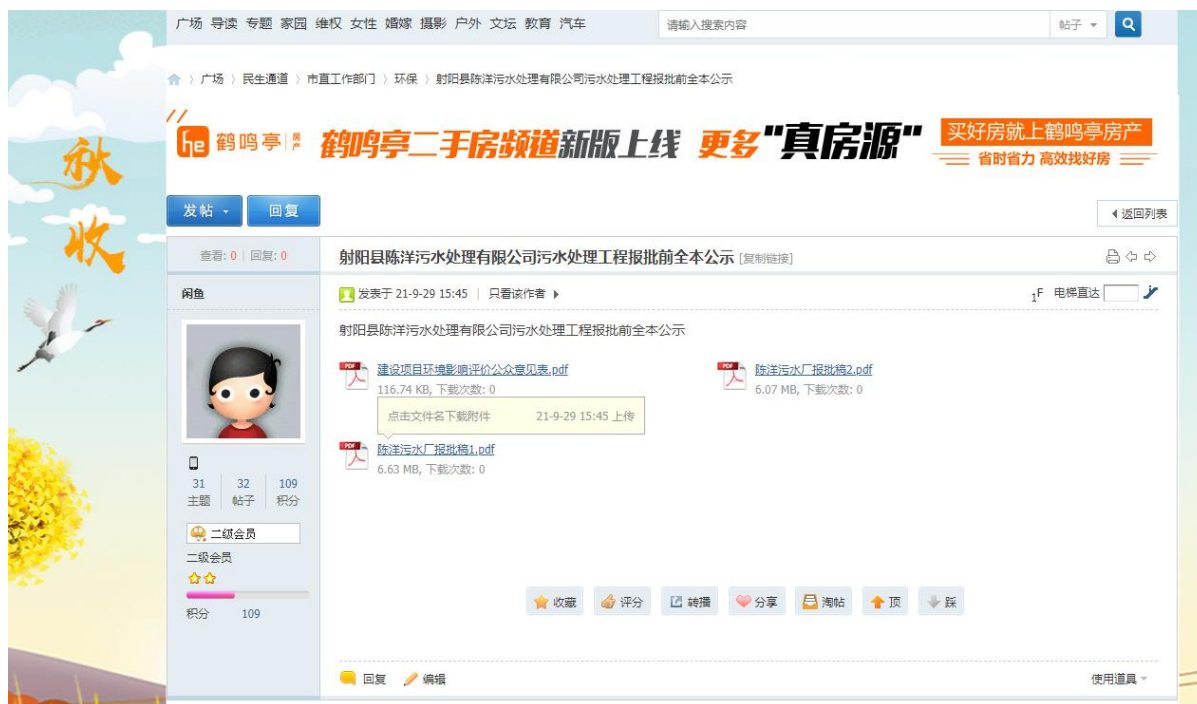 广场 导读 专题 家园 维权 女性 婚嫁 摄影 户外 文坛 教育 汽车 请输入搜索内容 帖子
广场 〉 民生通道 〉 市直工作部门 〉 环保 〉 射阳县陈洋污水处理有限公司污水处理工程报批前全本公示
he 鹤鸣亭 鹤鸣亭二手房频道新版上线 更多"真房源" 买好房就上鹤鸣亭房产
省时省力 高效找好房
秋收
发帖 回复 返回列表
查看: 0 | 回复: 0 射阳县陈洋污水处理有限公司污水处理工程报批前全本公示 [复制链接]
闲鱼 发表于 21-9-29 15:45 | 只看该作者 1F 电梯直达
射阳县陈洋污水处理有限公司污水处理工程报批前全本公示
建设项目环境影响评价公众意见表.pdf 陈洋污水厂报批稿2.pdf
116.74 KB, 下载次数: 0 6.07 MB, 下载次数: 0
点击文件名下载附件 21-9-29 15:45 上传
陈洋污水厂报批稿1.pdf
6.63 MB, 下载次数: 0
31 32 109
主题 帖子 积分
二级会员
二级会员
积分 109
收藏 评分 转播 分享 淘帖 顶 踩
回复 编辑 使用道具